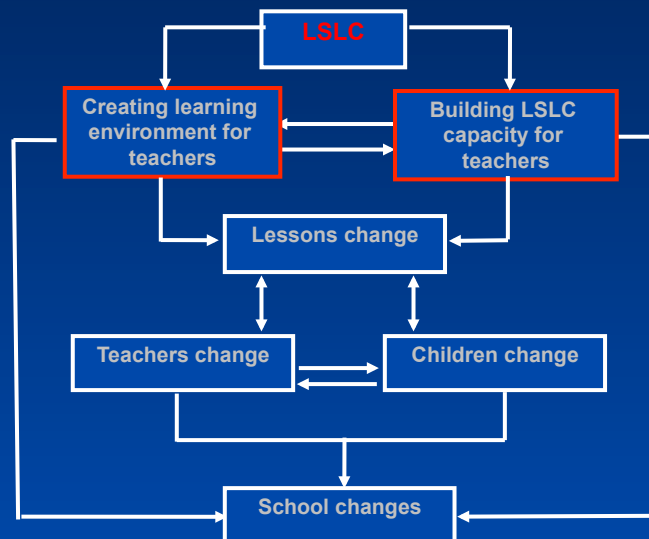 LSLC
Creating learning
environment for
teachers
Building LSLC
capacity for
teachers
Lessons change
Teachers change
Children change
School changes